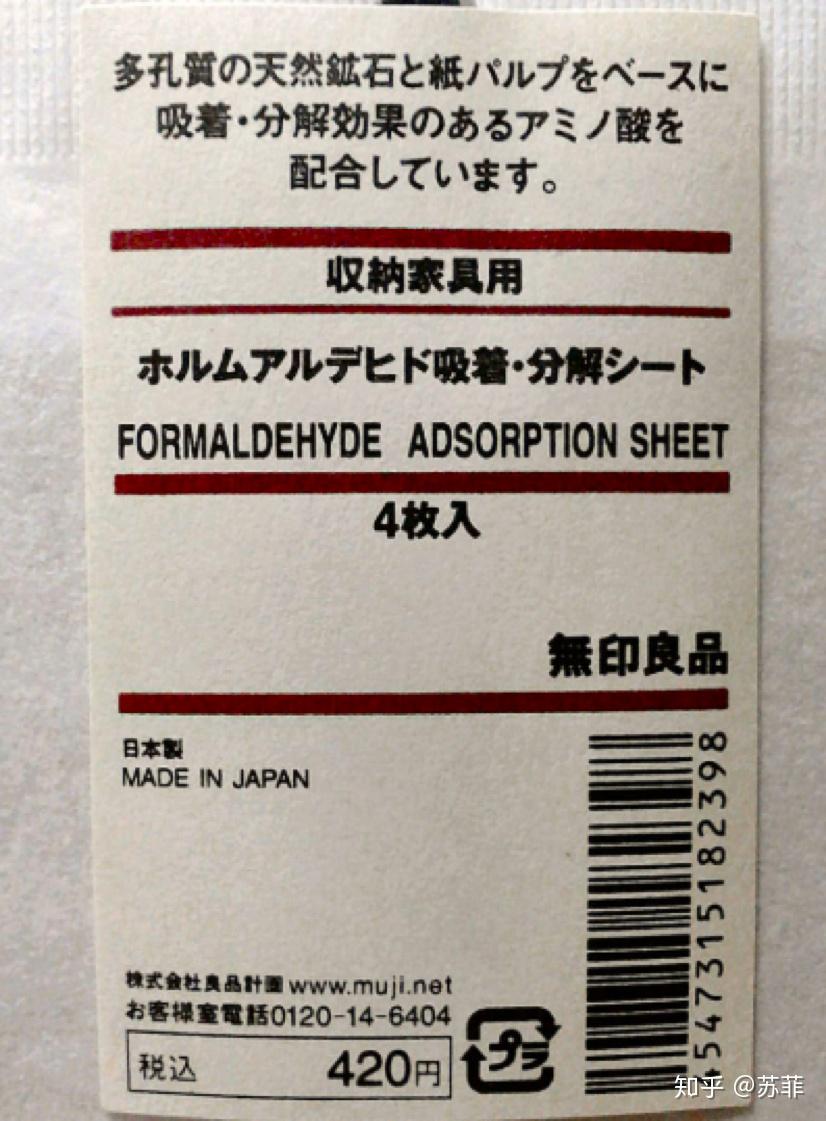 多孔質の天然鉱石と紙パルプをベースに
吸着・分解効果のあるアミノ酸を
配合しています。
収納家具用
ホルムアルデヒド吸着・分解シート
FORMALDEHYDE ADSORPTION SHEET
4枚入
無印良品
日本製
MADE IN JAPAN
4547315182398
株式会社良品計画 www.muji.net
お客様室電話0120-14-6404
税込 420円
プラ
知乎 @苏菲